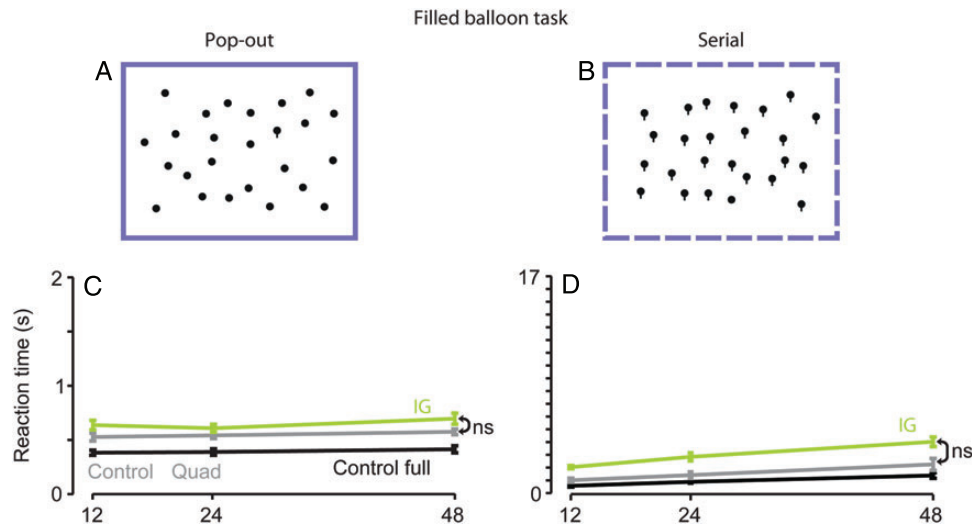 Filled balloon task
Pop-out
Serial
A
B
C
D
Reaction time (s)
2
1
0
IG
ns
Control Quad
Control full
12
24
48
17
0
IG
ns
12
24
48